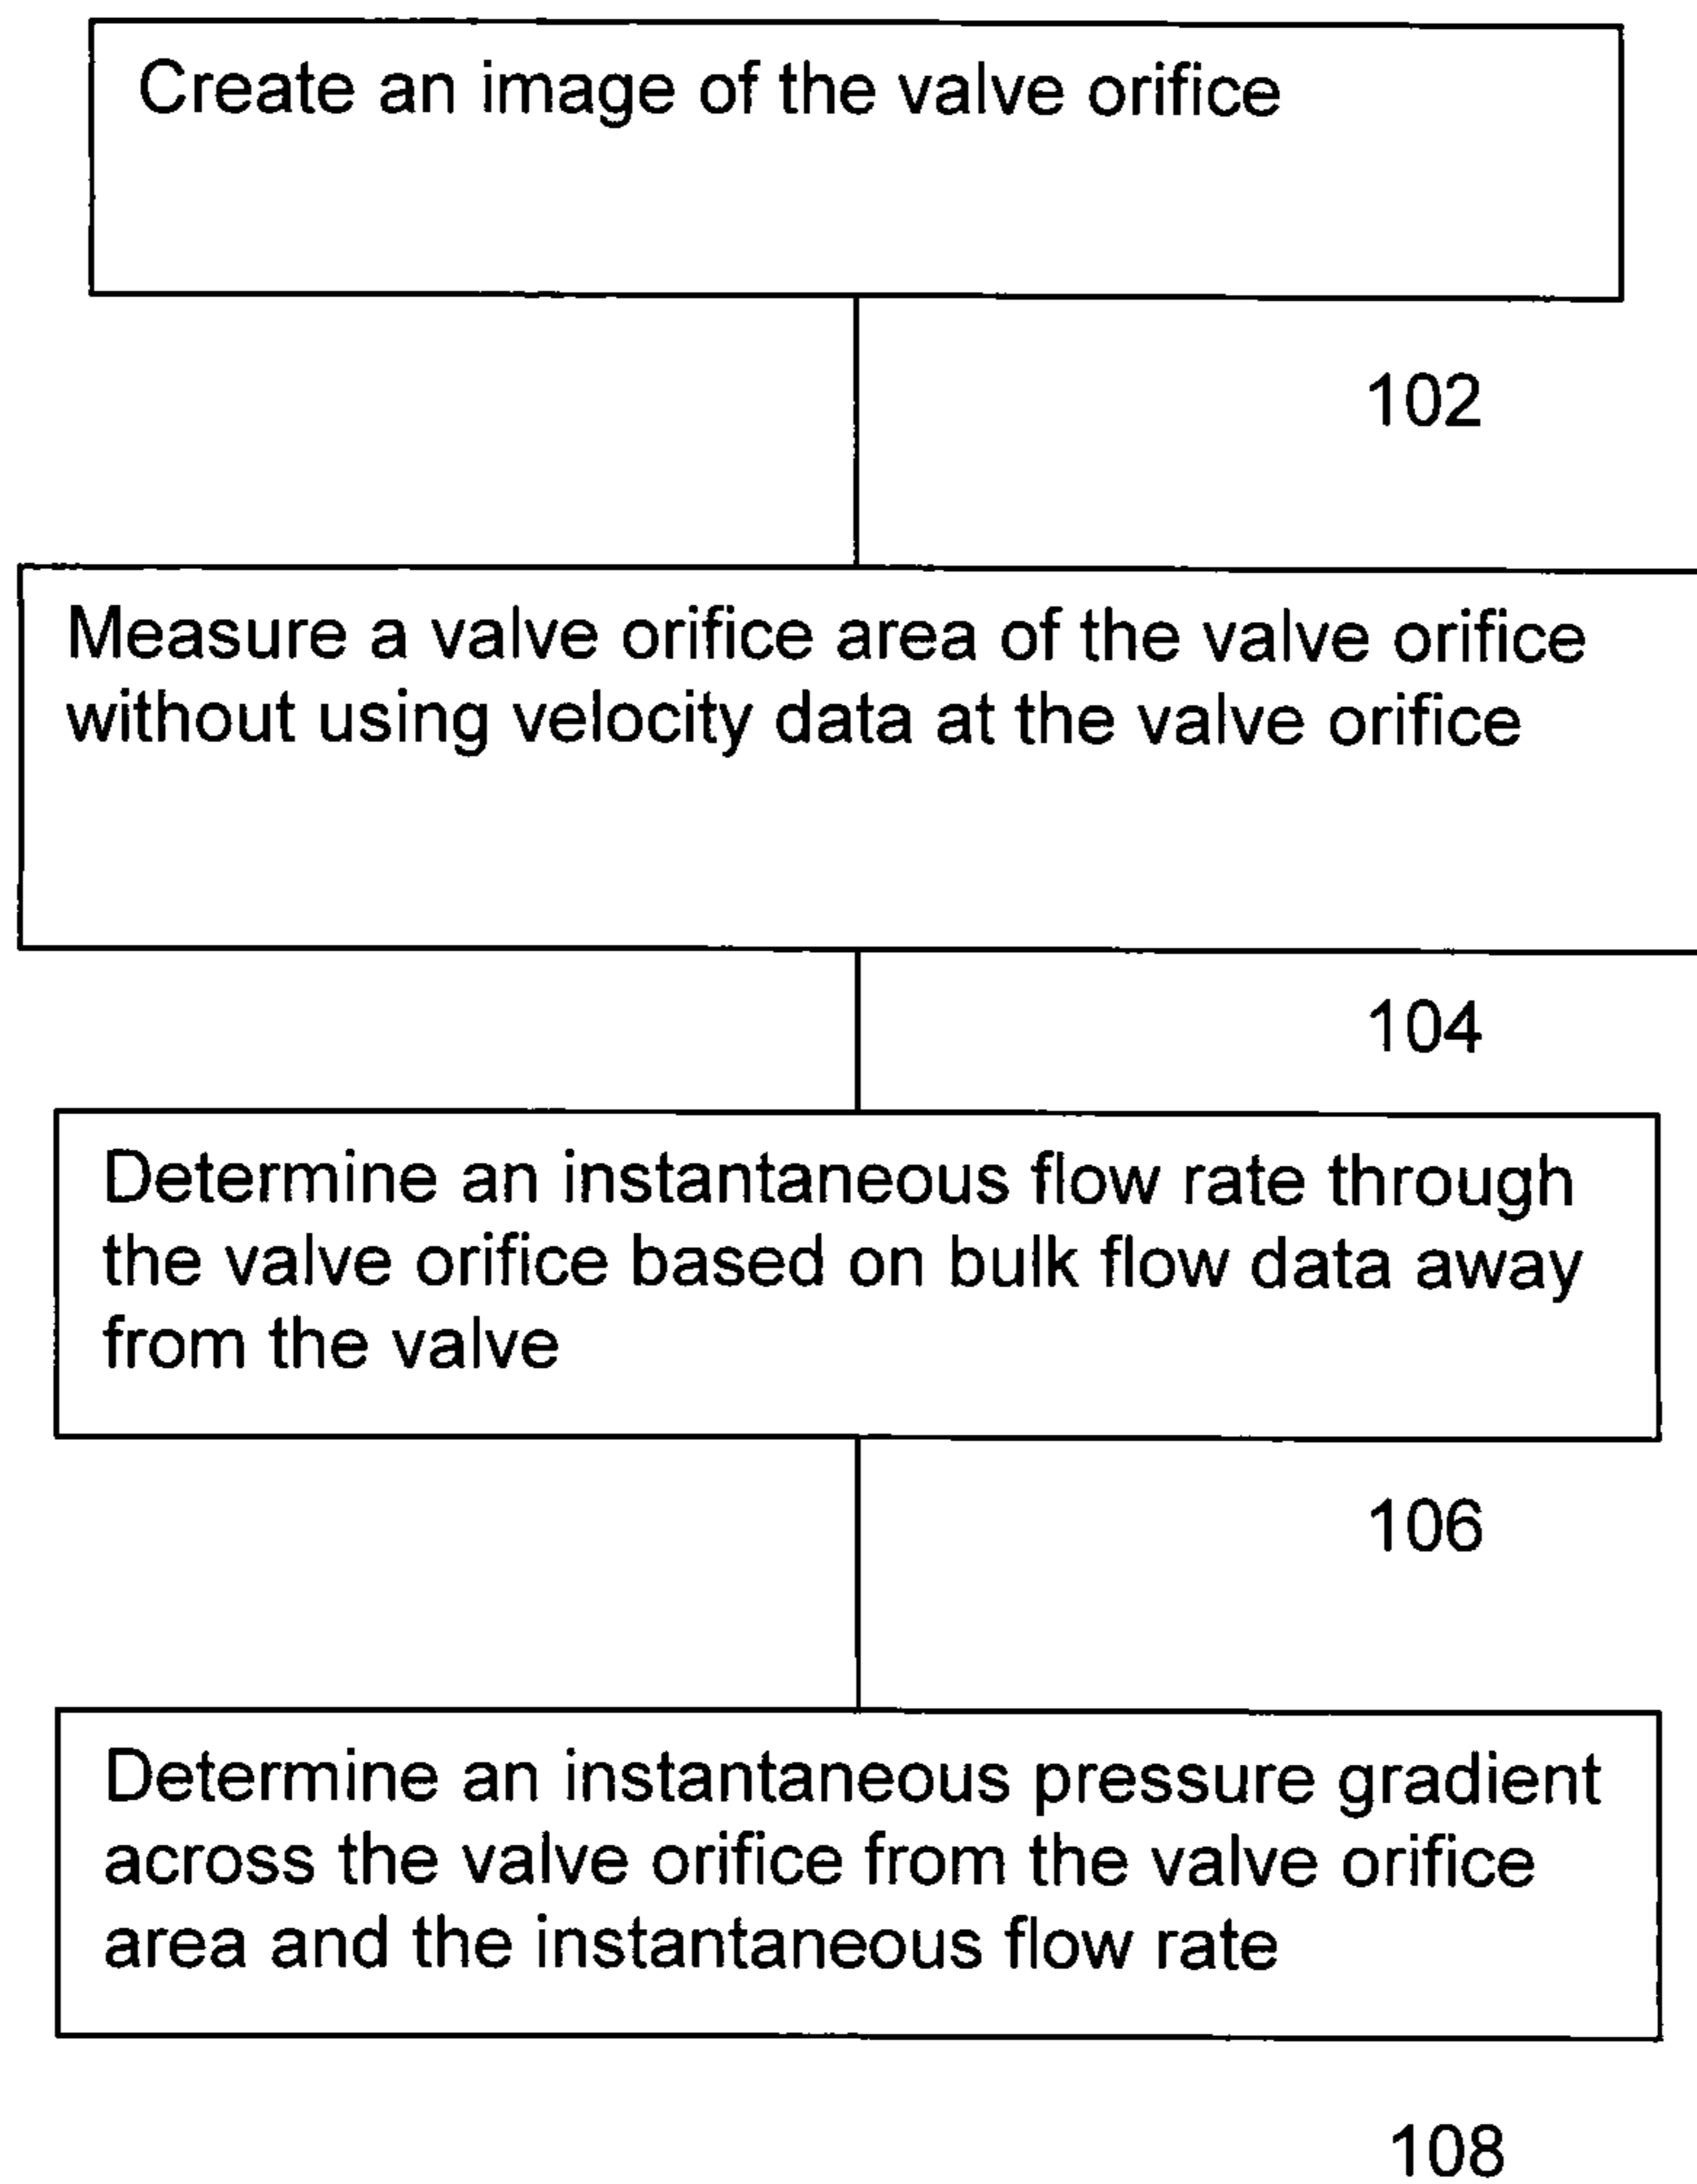 Create an image of the valve orifice
102
Measure a valve orifice area of the valve orifice
without using velocity data at the valve orifice
104
Determine an instantaneous flow rate through
the valve orifice based on bulk flow data away
from the valve
106
Determine an instantaneous pressure gradient
across the valve orifice from the valve orifice
area and the instantaneous flow rate
108